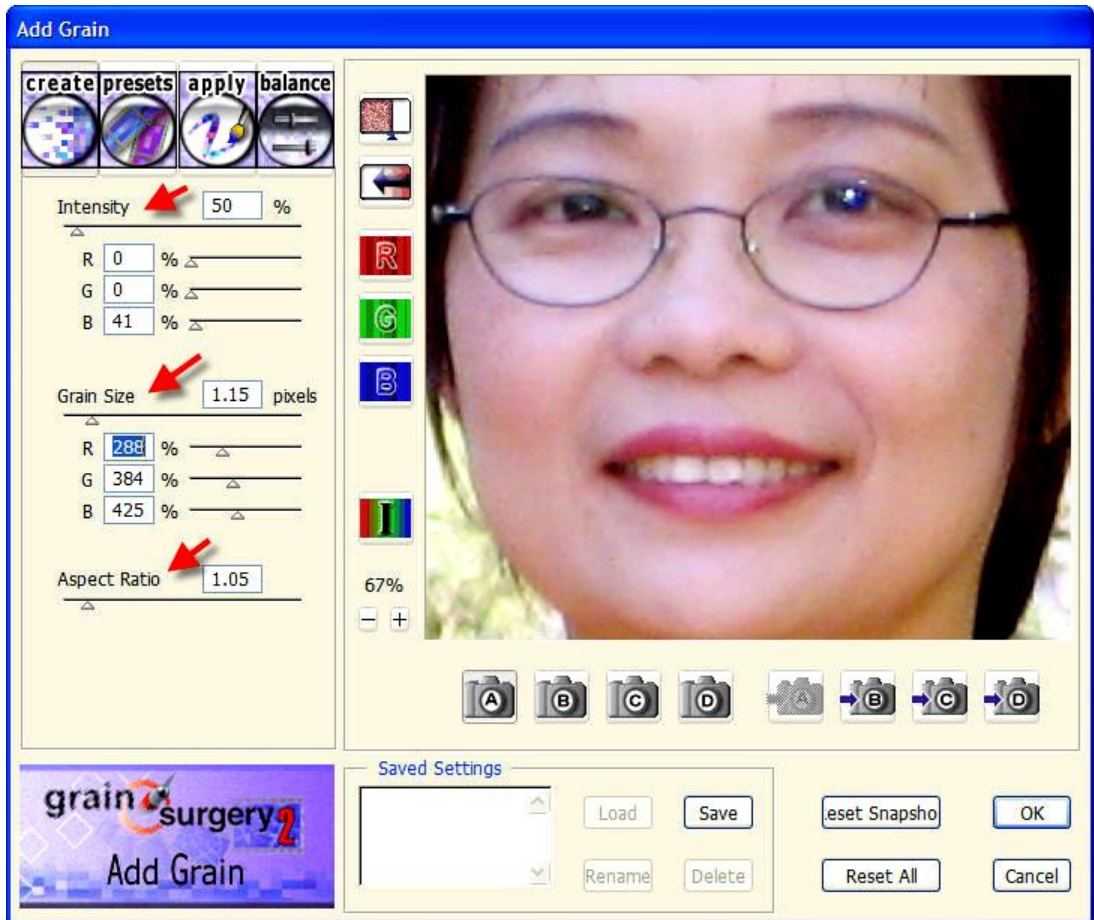 Add Grain
create presets apply balance
Intensity 50 %
R 0 %
G 0 %
B 41 %
Grain Size 1.15 pixels
R 288 %
G 384 %
B 425 %
Aspect Ratio 1.05
R
G
B
I
67%
- +
A B C D A B C D
grain surgery 2
Add Grain
Saved Settings
Load Save
Rename Delete
eset Snapsho OK
Reset All Cancel